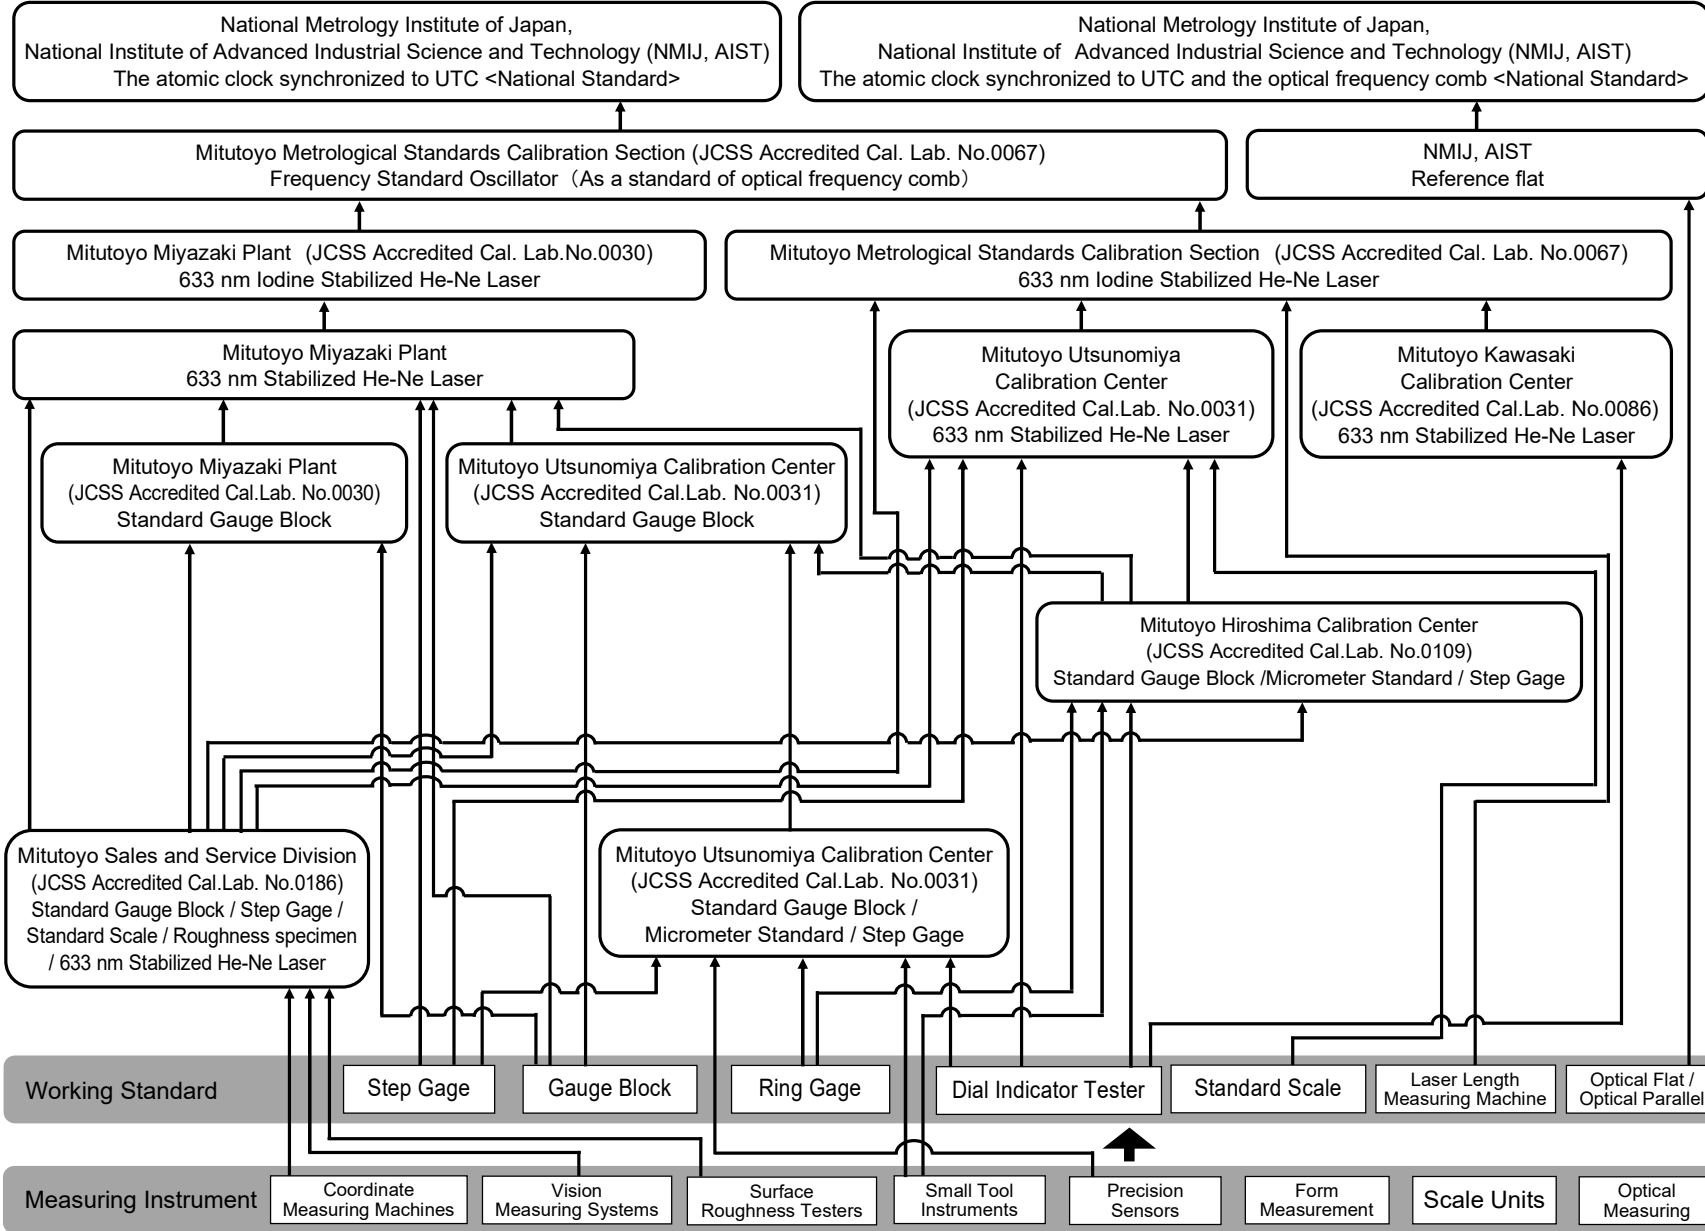 National Metrology Institute of Japan,
National Institute of Advanced Industrial Science and Technology (NMIJ, AIST)
The atomic clock synchronized to UTC <National Standard>
National Metrology Institute of Japan,
National Institute of Advanced Industrial Science and Technology (NMIJ, AIST)
The atomic clock synchronized to UTC and the optical frequency comb <National Standard>
Mitutoyo Metrological Standards Calibration Section (JCSS Accredited Cal. Lab. No.0067)
Frequency Standard Oscillator（As a standard of optical frequency comb）
NMIJ, AIST
Reference flat
Mitutoyo Miyazaki Plant (JCSS Accredited Cal. Lab.No.0030)
633 nm Iodine Stabilized He-Ne Laser
Mitutoyo Metrological Standards Calibration Section (JCSS Accredited Cal. Lab. No.0067)
633 nm Iodine Stabilized He-Ne Laser
Mitutoyo Miyazaki Plant
633 nm Stabilized He-Ne Laser
Mitutoyo Utsunomiya
Calibration Center
(JCSS Accredited Cal.Lab. No.0031)
633 nm Stabilized He-Ne Laser
Mitutoyo Kawasaki
Calibration Center
(JCSS Accredited Cal.Lab. No.0086)
633 nm Stabilized He-Ne Laser
Mitutoyo Miyazaki Plant
(JCSS Accredited Cal.Lab. No.0030)
Standard Gauge Block
Mitutoyo Utsunomiya Calibration Center
(JCSS Accredited Cal.Lab. No.0031)
Standard Gauge Block
Mitutoyo Hiroshima Calibration Center
(JCSS Accredited Cal.Lab. No.0109)
Standard Gauge Block /Micrometer Standard / Step Gage
Mitutoyo Sales and Service Division
(JCSS Accredited Cal.Lab. No.0186)
Standard Gauge Block / Step Gage /
Standard Scale / Roughness specimen
/ 633 nm Stabilized He-Ne Laser
Mitutoyo Utsunomiya Calibration Center
(JCSS Accredited Cal.Lab. No.0031)
Standard Gauge Block /
Micrometer Standard / Step Gage
Working Standard
Step Gage
Gauge Block
Ring Gage
Dial Indicator Tester
Standard Scale
Laser Length
Measuring Machine
Optical Flat /
Optical Parallel
Measuring Instrument
Coordinate
Measuring Machines
Vision
Measuring Systems
Surface
Roughness Testers
Small Tool
Instruments
Precision
Sensors
Form
Measurement
Scale Units
Optical
Measuring